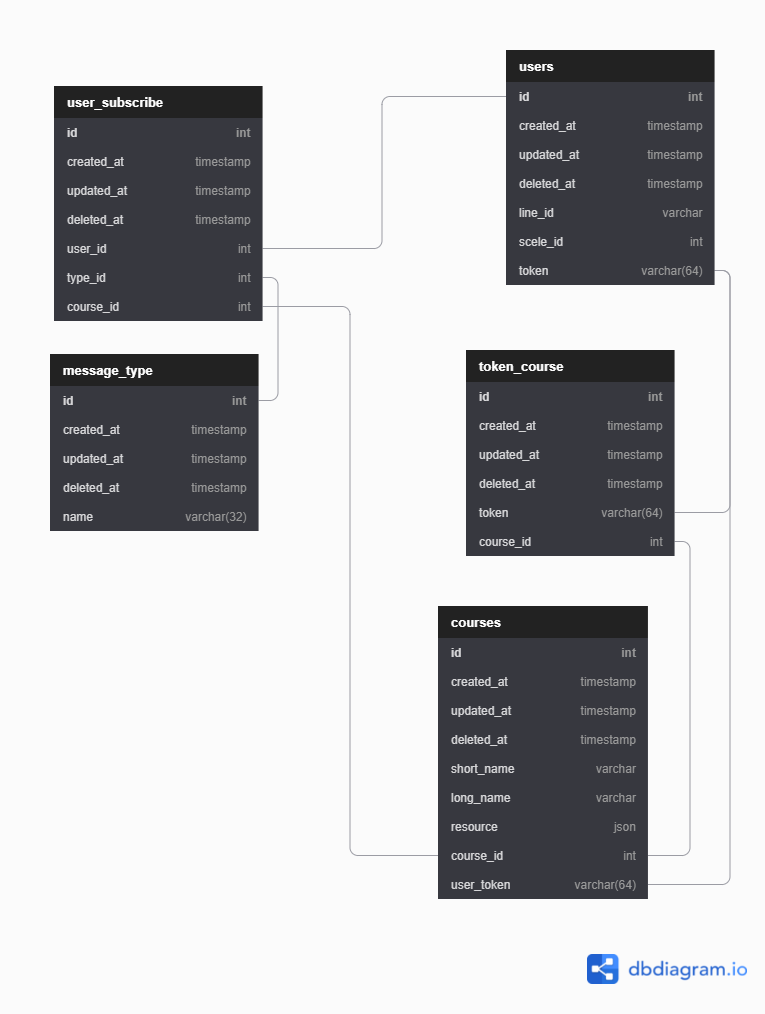 user_subscribe
id int
created_at timestamp
updated_at timestamp
deleted_at timestamp
user_id int
type_id int
course_id int
message_type
id int
created_at timestamp
updated_at timestamp
deleted_at timestamp
name varchar(32)
users
id int
created_at timestamp
updated_at timestamp
deleted_at timestamp
line_id varchar
scele_id int
token varchar(64)
token_course
id int
created_at timestamp
updated_at timestamp
deleted_at timestamp
token varchar(64)
course_id int
courses
id int
created_at timestamp
updated_at timestamp
deleted_at timestamp
short_name varchar
long_name varchar
resource json
course_id int
user_token varchar(64)
dbdiagram.io